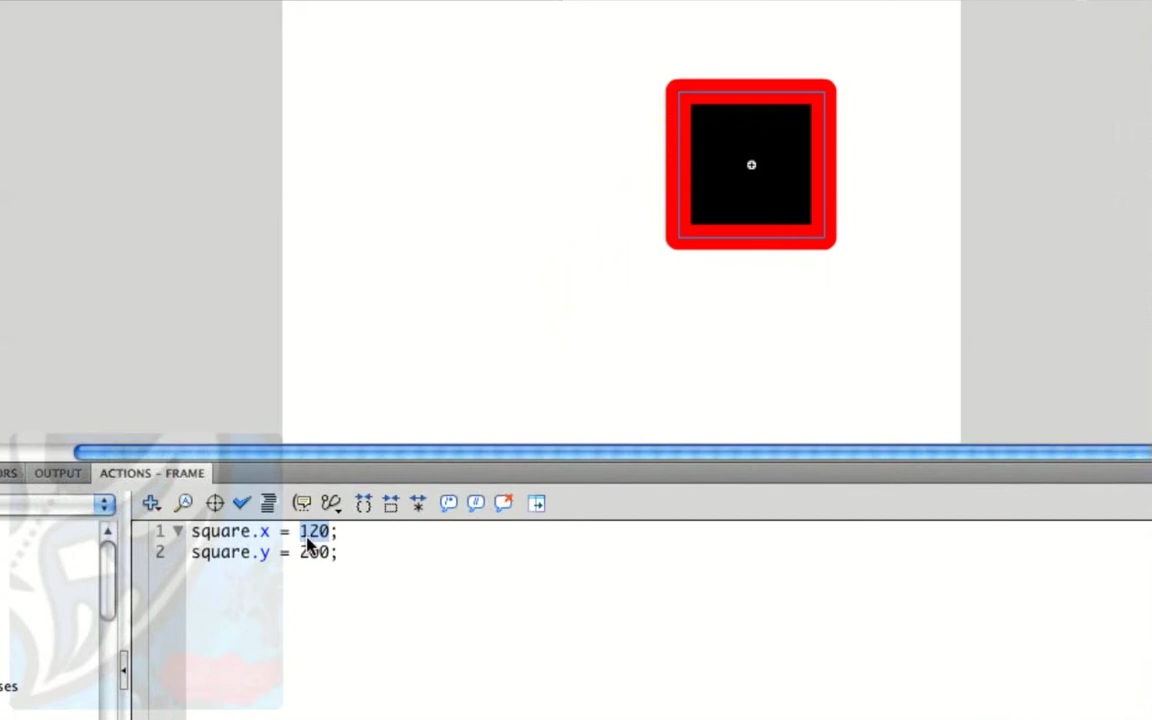 ORS OUTPUT ACTIONS – FRAME
1 square.x = 120;
2 square.y = 200;
ses